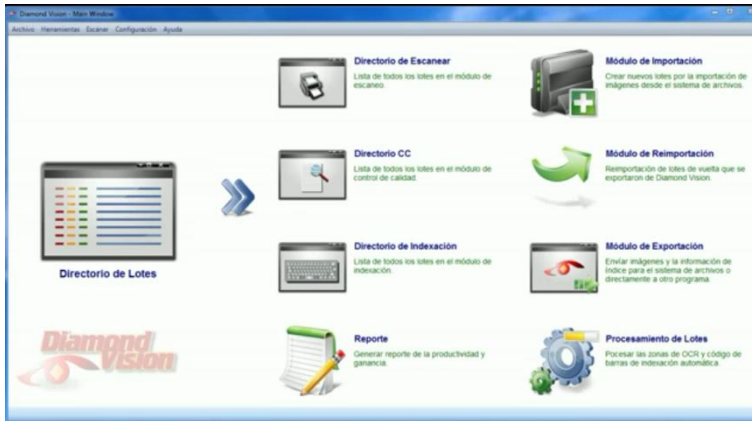 Diamond Vision - Main Window
Archivo Herramientas Escáner Configuración Ayuda
Directorio de Lotes
Diamond
Vision
Directorio de Escanear
Lista de todos los lotes en el módulo de
escaneo.
Directorio CC
Lista de todos los lotes en el módulo de
control de calidad.
Directorio de Indexación
Lista de todos los lotes en el módulo de
indexación.
Reporte
Generar reporte de la productividad y
ganancia.
Módulo de Importación
Crear nuevos lotes por la importación de
imágenes desde el sistema de archivos.
Módulo de Reimportación
Reimportación de lotes de vuelta que se
exportaron de Diamond Vision.
Módulo de Exportación
Enviar imágenes y la información de
índice para el sistema de archivos o
directamente a otro programa.
Procesamiento de Lotes
Pocesar las zonas de OCR y código de
barras de indexación automática.